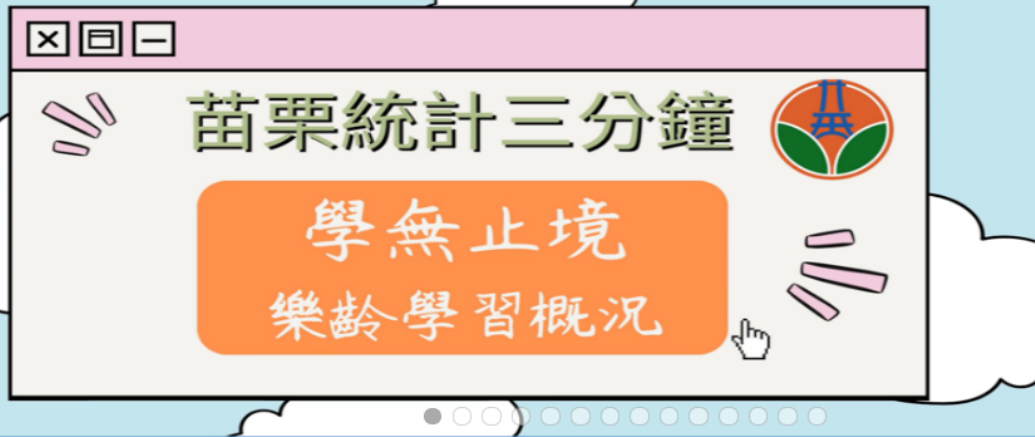 苗栗統計三分鐘
學無止境
樂齡學習概況